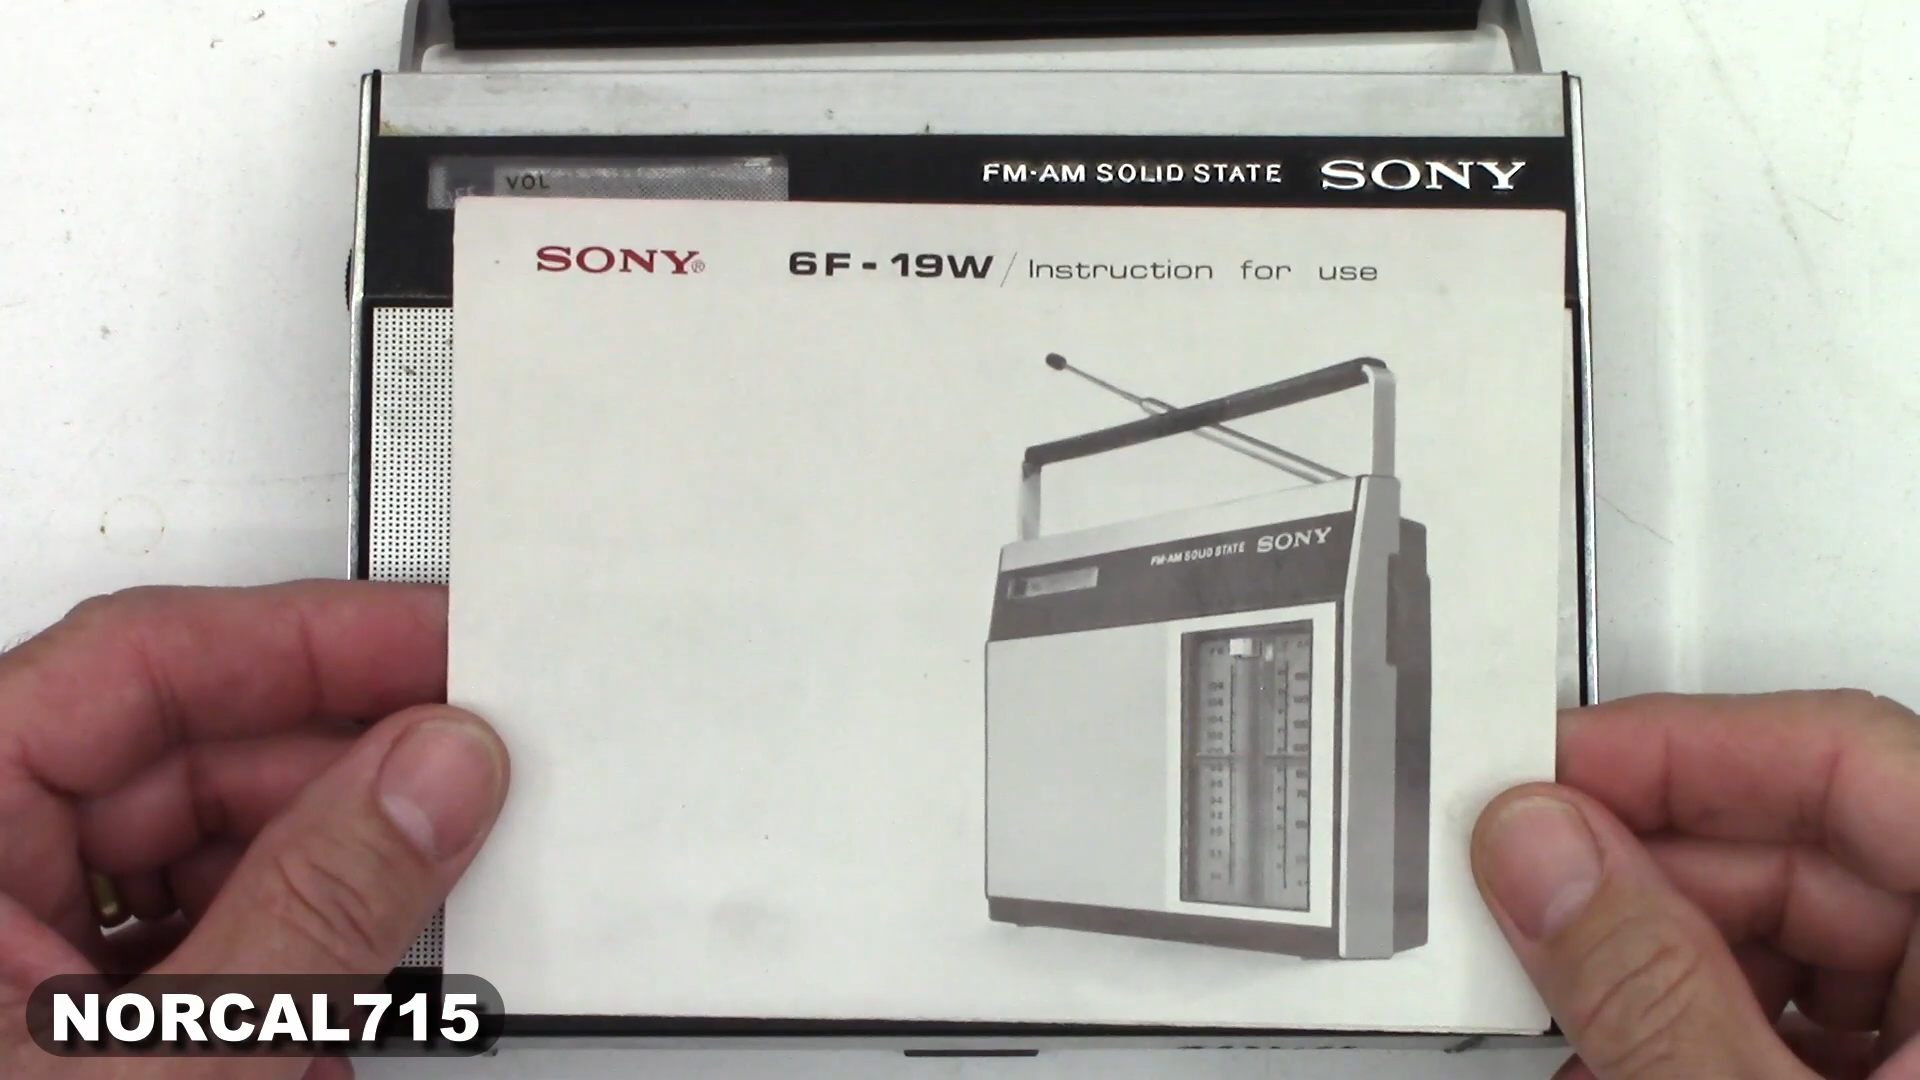 FM·AM SOLID STATE SONY
VOL
SONY® 6F-19W / Instruction for use
FM·AM SOLID STATE SONY
NORCAL715